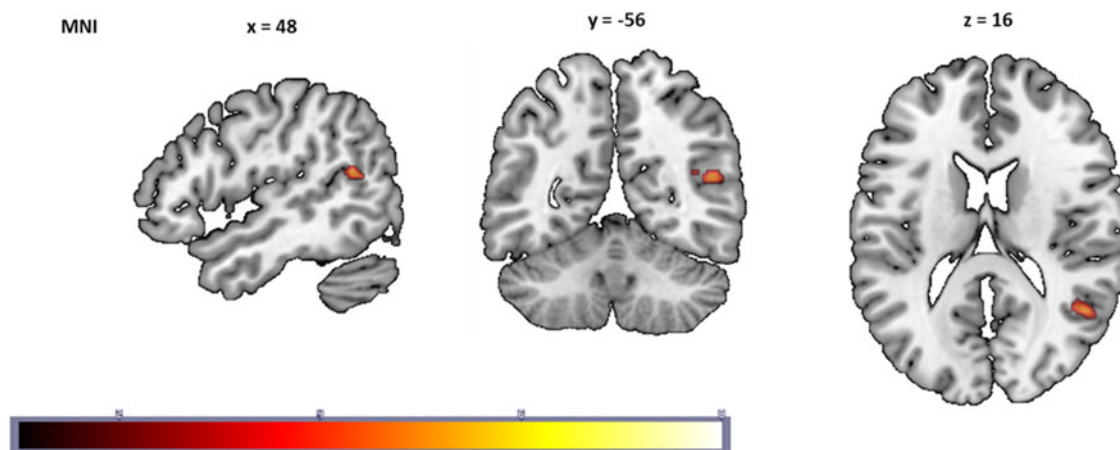 MNI
x = 48
y = -56
z = 16